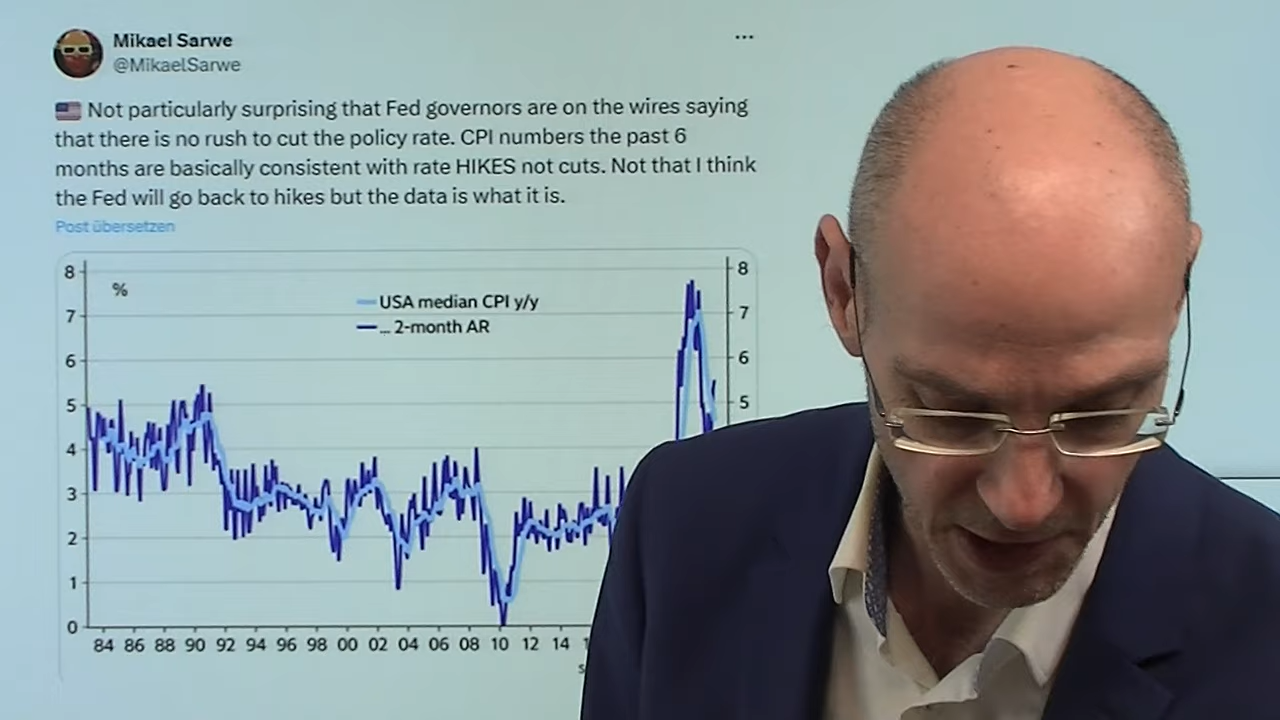 Mikael Sarwe
@MikaelSarwe
...
Not particularly surprising that Fed governors are on the wires saying
that there is no rush to cut the policy rate. CPI numbers the past 6
months are basically consistent with rate HIKES not cuts. Not that I think
the Fed will go back to hikes but the data is what it is.
Post übersetzen
%
USA median CPI y/y
... 2-month AR
8 8
7 7
6 6
5 5
4
3
2
1
0
84 86 88 90 92 94 96 98 00 02 04 06 08 10 12 14